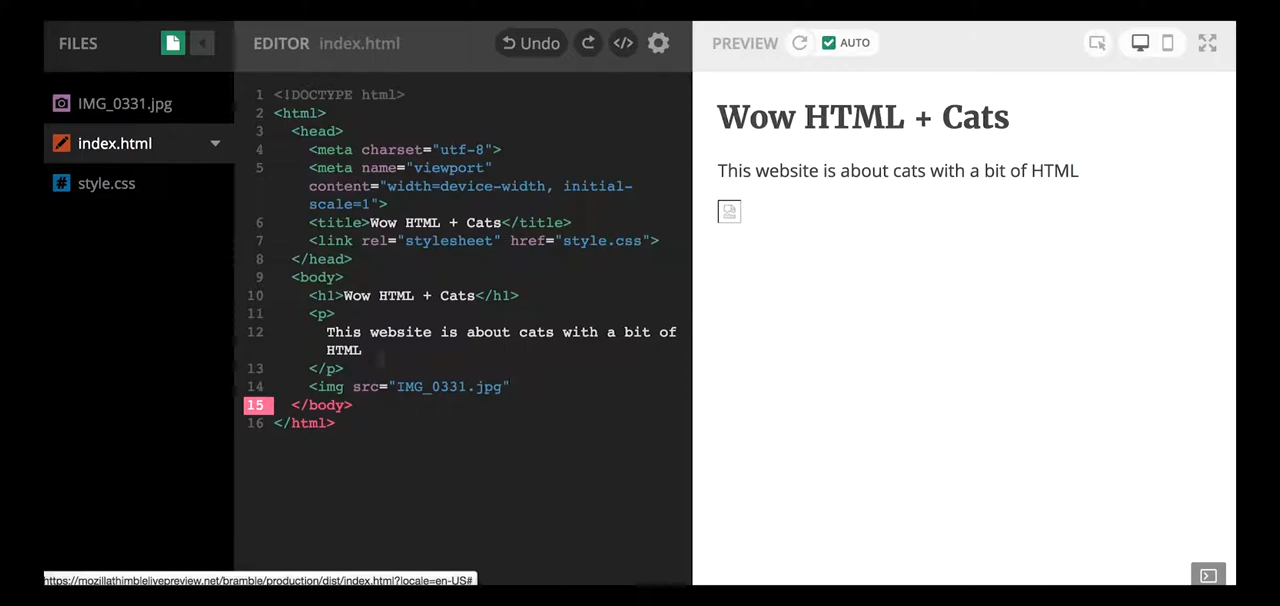 FILES
EDITOR index.html
Undo
PREVIEW
AUTO
IMG_0331.jpg
index.html
style.css
1 <!DOCTYPE html>
2 <html>
3 <head>
4 <meta charset="utf-8">
5 <meta name="viewport"
content="width=device-width, initial-
scale=1">
6 <title>Wow HTML + Cats</title>
7 <link rel="stylesheet" href="style.css">
8 </head>
9 <body>
10 <h1>Wow HTML + Cats</h1>
11 <p>
12 This website is about cats with a bit of
HTML
13 </p>
14 <img src="IMG_0331.jpg"
15 </body>
16 </html>
Wow HTML + Cats
This website is about cats with a bit of HTML
https://mozillathimblelivepreview.net/bramble/production/dist/index.html?locale=en-US#